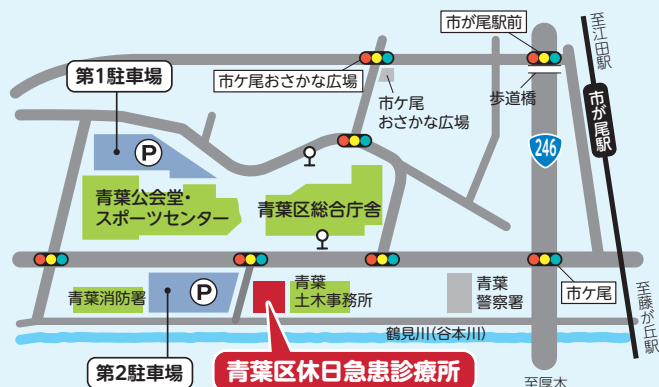 市が尾駅前
至江田駅
第1駐車場
市ケ尾おさかな広場
市ケ尾
おさかな広場
歩道橋
市が尾駅
246
P
青葉公会堂・
スポーツセンター
青葉区総合庁舎
青葉消防署
P
青葉
土木事務所
青葉
警察署
市ケ尾
至藤が丘駅
鶴見川(谷本川)
第2駐車場
青葉区休日急患診療所
至厚木